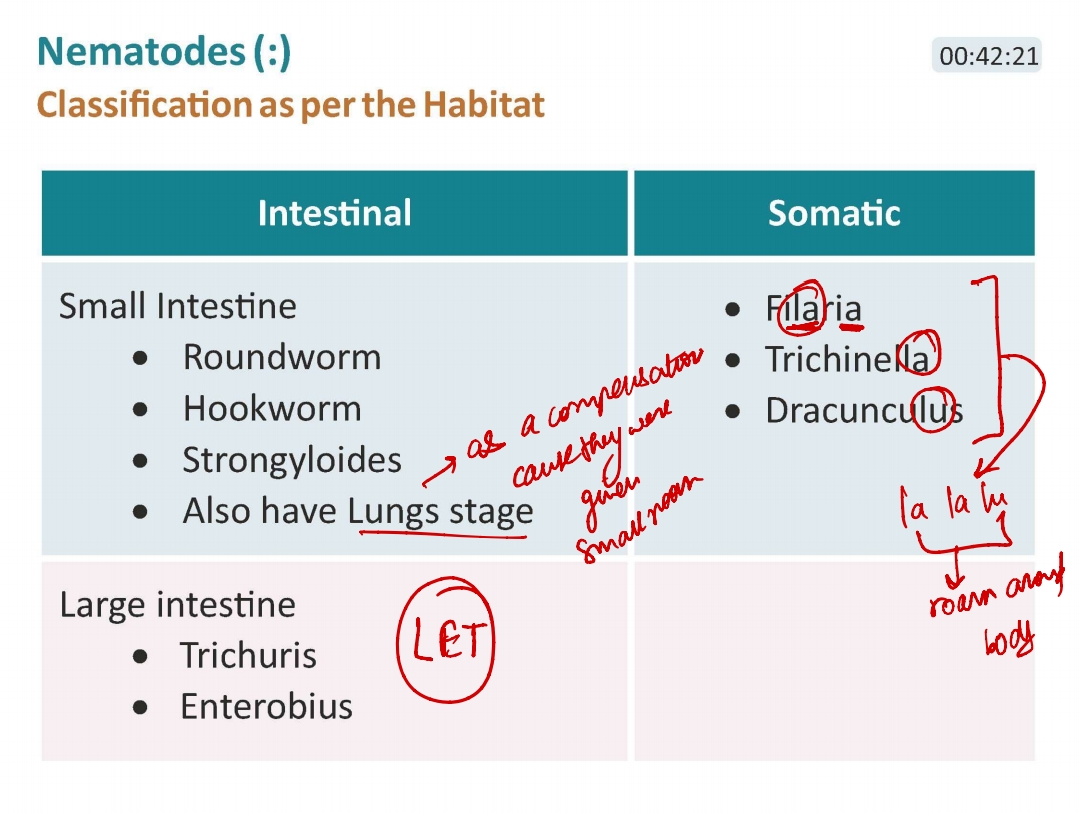 Nematodes (:)
00:42:21
Classification as per the Habitat
Intestinal
Somatic
Small Intestine
• Roundworm
• Hookworm
• Strongyloides
• Also have Lungs stage
→ as a compensation
cause they were
given
small room
• Filaria
• Trichinella
• Dracunculus
la la lu
roam around
body
Large intestine
• Trichuris
• Enterobius
LET